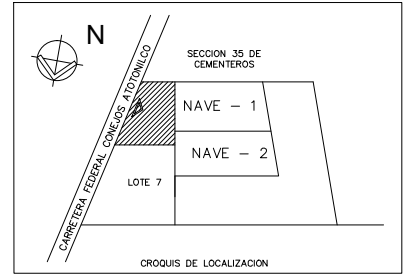 N
SECCION 35 DE
CEMENTEROS
CARRETERA FEDERAL CONEJOS ATOTONILCO
NAVE - 1
NAVE - 2
LOTE 7
CROQUIS DE LOCALIZACION